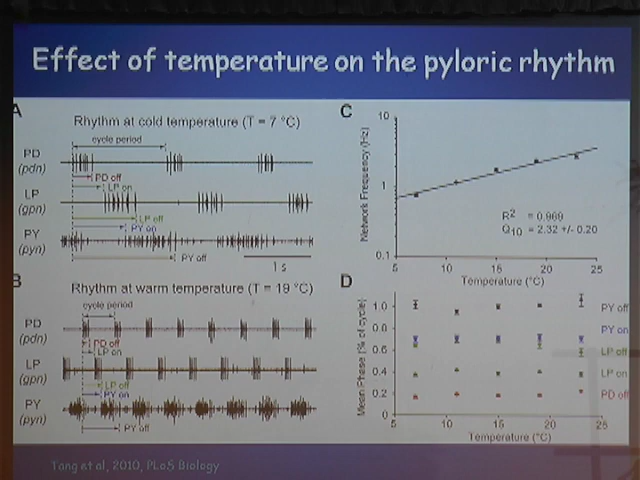 Effect of temperature on the pyloric rhythm
A
Rhythm at cold temperature (T = 7 °C)
cycle period
PD
(pdn)
PD off
LP on
LP
(gpn)
LP off
PY on
PY
(pyn)
PY off
1 s
B
Rhythm at warm temperature (T = 19 °C)
cycle period
PD
(pdn)
PD off
LP on
LP
(gpn)
LP off
PY on
PY
(pyn)
PY off
C
Network Frequency (Hz)
10
1
0.1
R² = 0.969
Q10 = 2.32 +/- 0.20
5 10 15 20 25
Temperature (°C)
D
Mean Phase (% of cycle)
1.0
0.8
0.6
0.4
0.2
0
PY off
PY on
LP off
LP on
PD off
5 10 15 20 25
Temperature (°C)
Tang et al, 2010, PLoS Biology